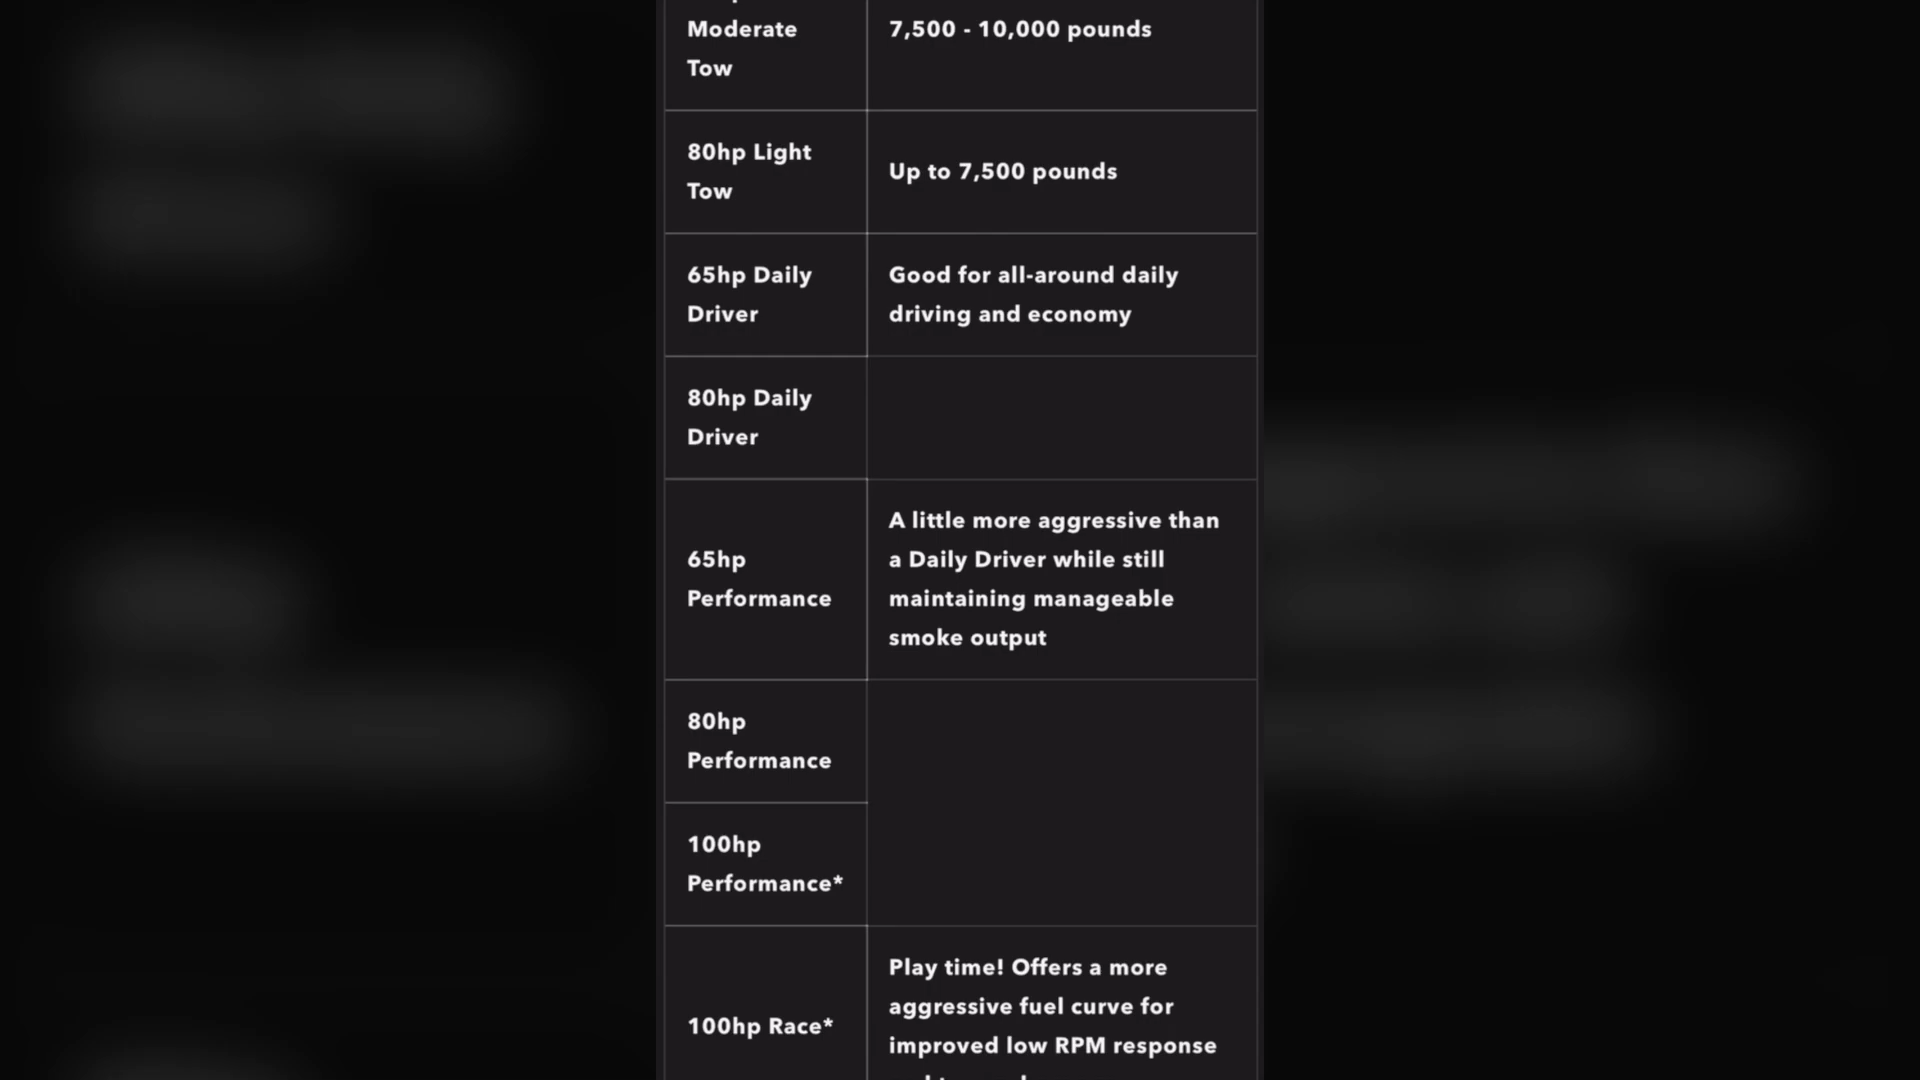 Moderate
Tow
7,500 - 10,000 pounds
80hp Light
Tow
Up to 7,500 pounds
65hp Daily
Driver
Good for all-around daily
driving and economy
80hp Daily
Driver
65hp
Performance
A little more aggressive than
a Daily Driver while still
maintaining manageable
smoke output
80hp
Performance
100hp
Performance*
100hp Race*
Play time! Offers a more
aggressive fuel curve for
improved low RPM response